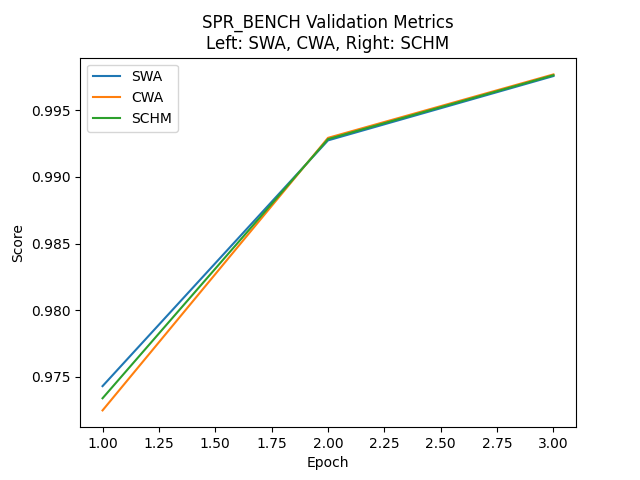 SPR_BENCH Validation Metrics
Left: SWA, CWA, Right: SCHM
SWA
CWA
SCHM
Score
0.995
0.990
0.985
0.980
0.975
1.00 1.25 1.50 1.75 2.00 2.25 2.50 2.75 3.00
Epoch